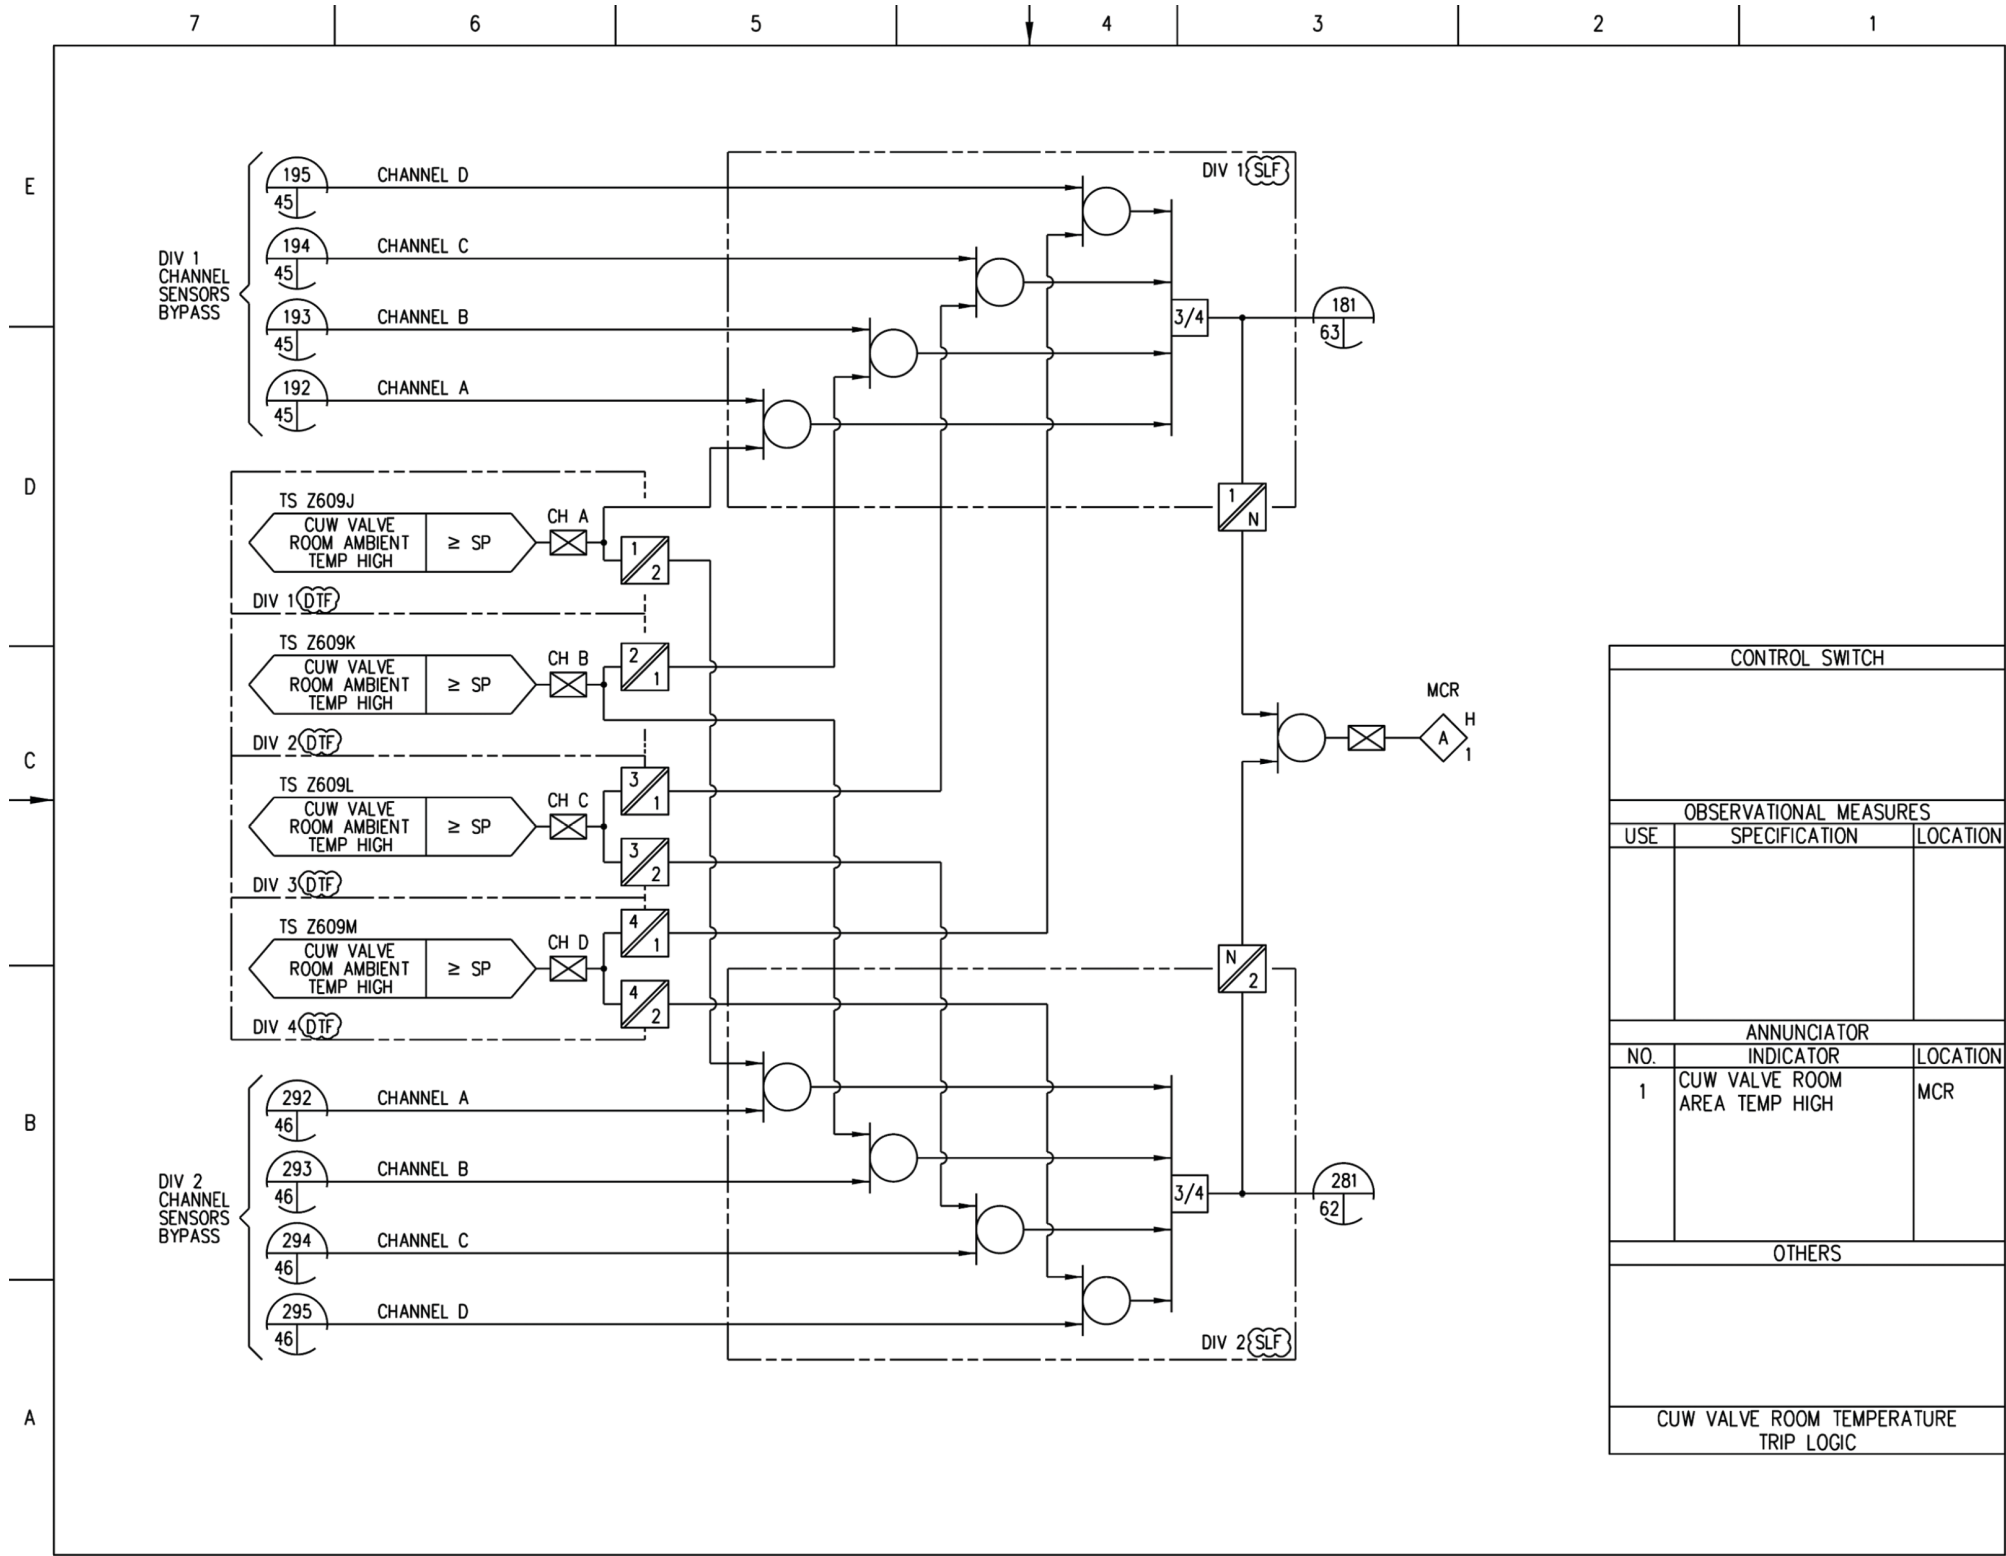 7 6 5 4 3 2 1
E
D
C
B
A
DIV 1
CHANNEL
SENSORS
BYPASS
195
45
CHANNEL D
194
45
CHANNEL C
193
45
CHANNEL B
192
45
CHANNEL A
DIV 1 SLF
3/4
181
63
1
N
TS Z609J
CUW VALVE
ROOM AMBIENT
TEMP HIGH
≥ SP
CH A
1
2
DIV 1 DTF
TS Z609K
CUW VALVE
ROOM AMBIENT
TEMP HIGH
≥ SP
CH B
2
1
DIV 2 DTF
TS Z609L
CUW VALVE
ROOM AMBIENT
TEMP HIGH
≥ SP
CH C
3
1
3
2
DIV 3 DTF
TS Z609M
CUW VALVE
ROOM AMBIENT
TEMP HIGH
≥ SP
CH D
4
1
4
2
DIV 4 DTF
MCR
A
H
1
N
2
DIV 2
CHANNEL
SENSORS
BYPASS
292
46
CHANNEL A
293
46
CHANNEL B
294
46
CHANNEL C
295
46
CHANNEL D
3/4
281
62
DIV 2 SLF
CONTROL SWITCH
OBSERVATIONAL MEASURES
USE SPECIFICATION LOCATION
ANNUNCIATOR
NO. INDICATOR LOCATION
1 CUW VALVE ROOM MCR
AREA TEMP HIGH
OTHERS
CUW VALVE ROOM TEMPERATURE
TRIP LOGIC